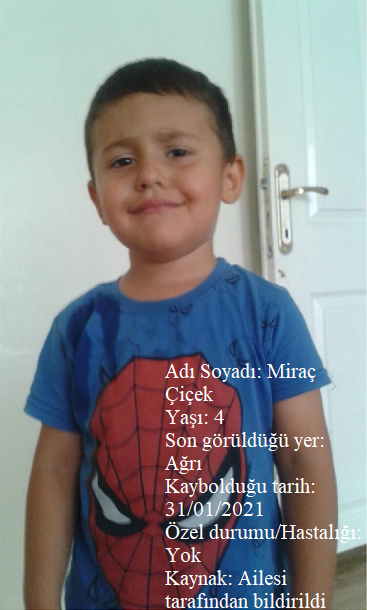 Adı Soyadı: Miraç
Çiçek
Yaşı: 4
Son görüldüğü yer:
Ağrı
Kaybolduğu tarih:
31/01/2021
Özel durumu/Hastalığı:
Yok
Kaynak: Ailesi
tarafından bildirildi